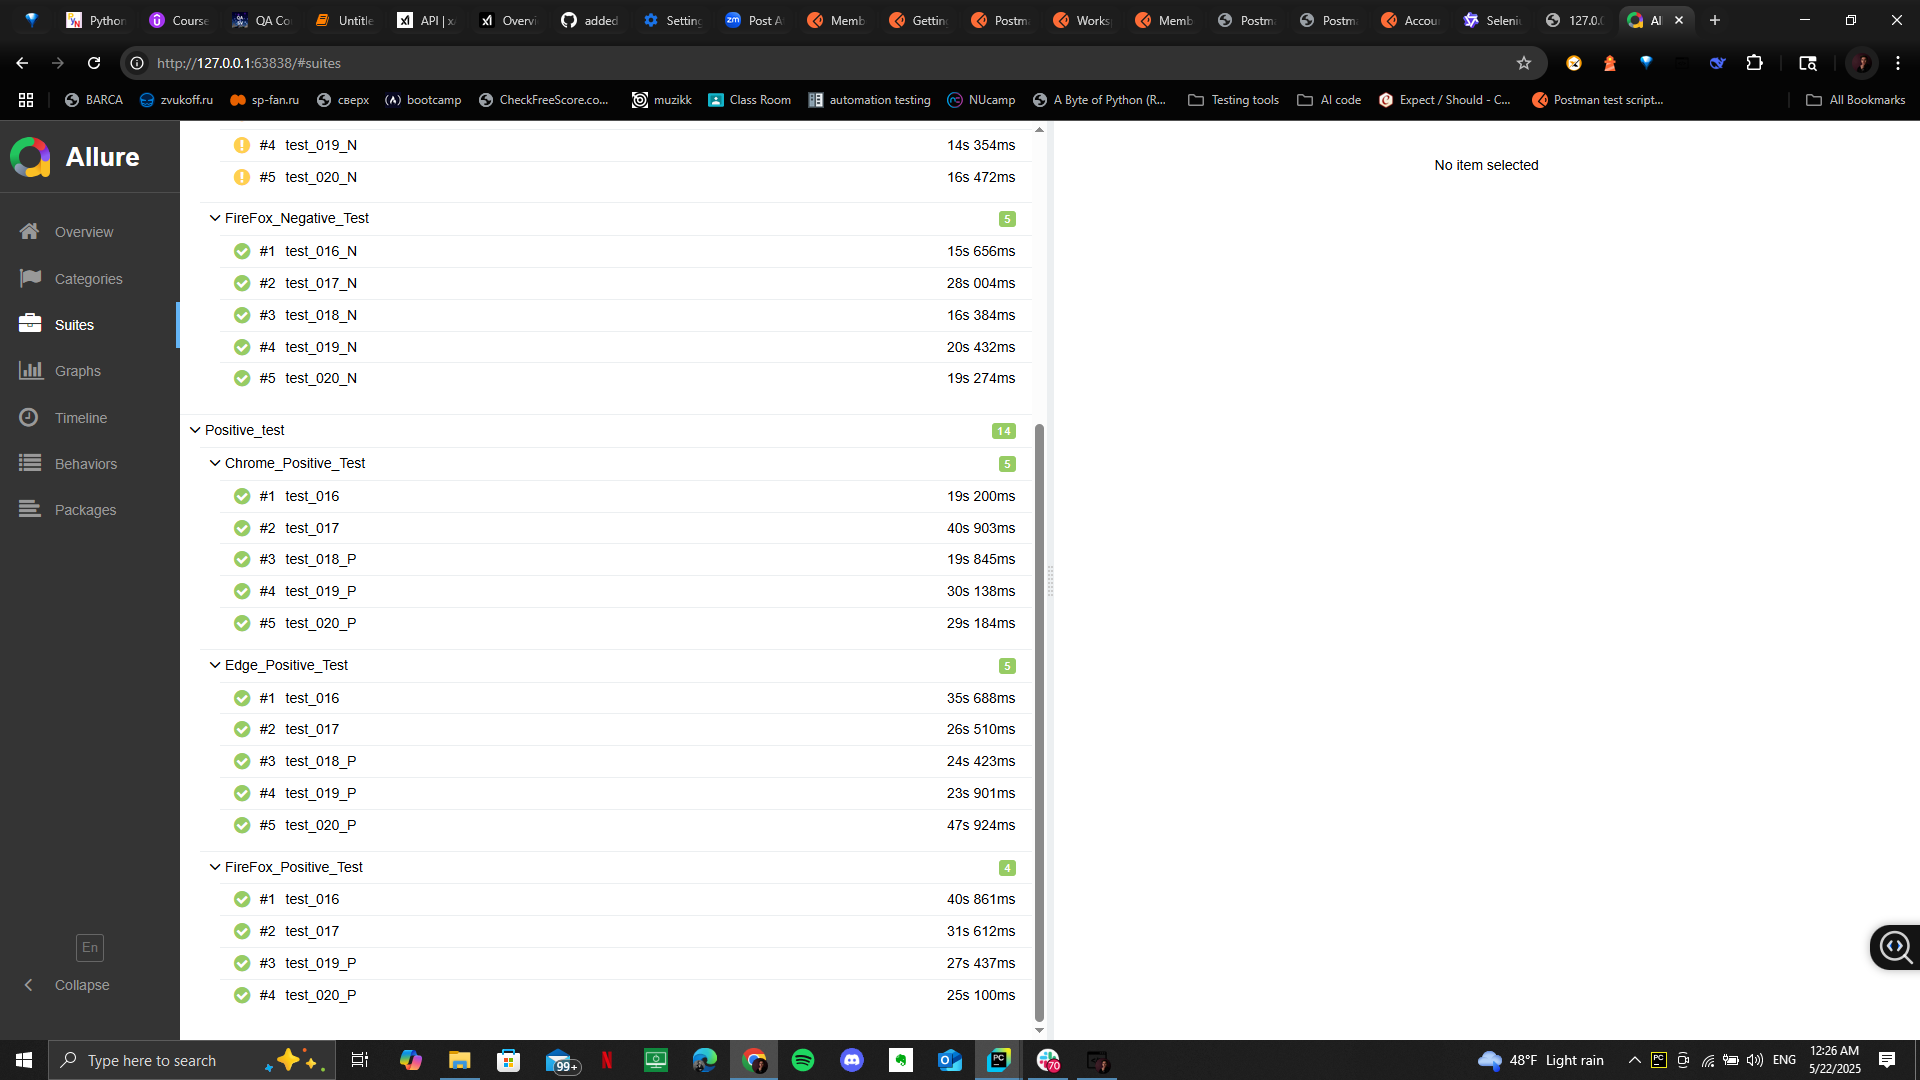 Python
Course
QA Co
Untitle
API | x
Overvi
added
Setting
Post A
Memb
Getting
Postma
Works
Memb
Postma
Postma
Accou
Seleniu
127.0.0
Al
http://127.0.0.1:63838/#suites
BARCA
zvukoff.ru
sp-fan.ru
сверх
bootcamp
CheckFreeScore.co...
muzikk
Class Room
automation testing
NUcamp
A Byte of Python (R...
Testing tools
AI code
Expect / Should - C...
Postman test script...
All Bookmarks
Allure
Overview
Categories
Suites
Graphs
Timeline
Behaviors
Packages
En
Collapse
#4 test_019_N 14s 354ms
#5 test_020_N 16s 472ms
FireFox_Negative_Test 5
#1 test_016_N 15s 656ms
#2 test_017_N 28s 004ms
#3 test_018_N 16s 384ms
#4 test_019_N 20s 432ms
#5 test_020_N 19s 274ms
Positive_test 14
Chrome_Positive_Test 5
#1 test_016 19s 200ms
#2 test_017 40s 903ms
#3 test_018_P 19s 845ms
#4 test_019_P 30s 138ms
#5 test_020_P 29s 184ms
Edge_Positive_Test 5
#1 test_016 35s 688ms
#2 test_017 26s 510ms
#3 test_018_P 24s 423ms
#4 test_019_P 23s 901ms
#5 test_020_P 47s 924ms
FireFox_Positive_Test 4
#1 test_016 40s 861ms
#2 test_017 31s 612ms
#3 test_019_P 27s 437ms
#4 test_020_P 25s 100ms
No item selected
Type here to search
99+
PC
70
48°F Light rain
PC
ENG
12:26 AM
5/22/2025